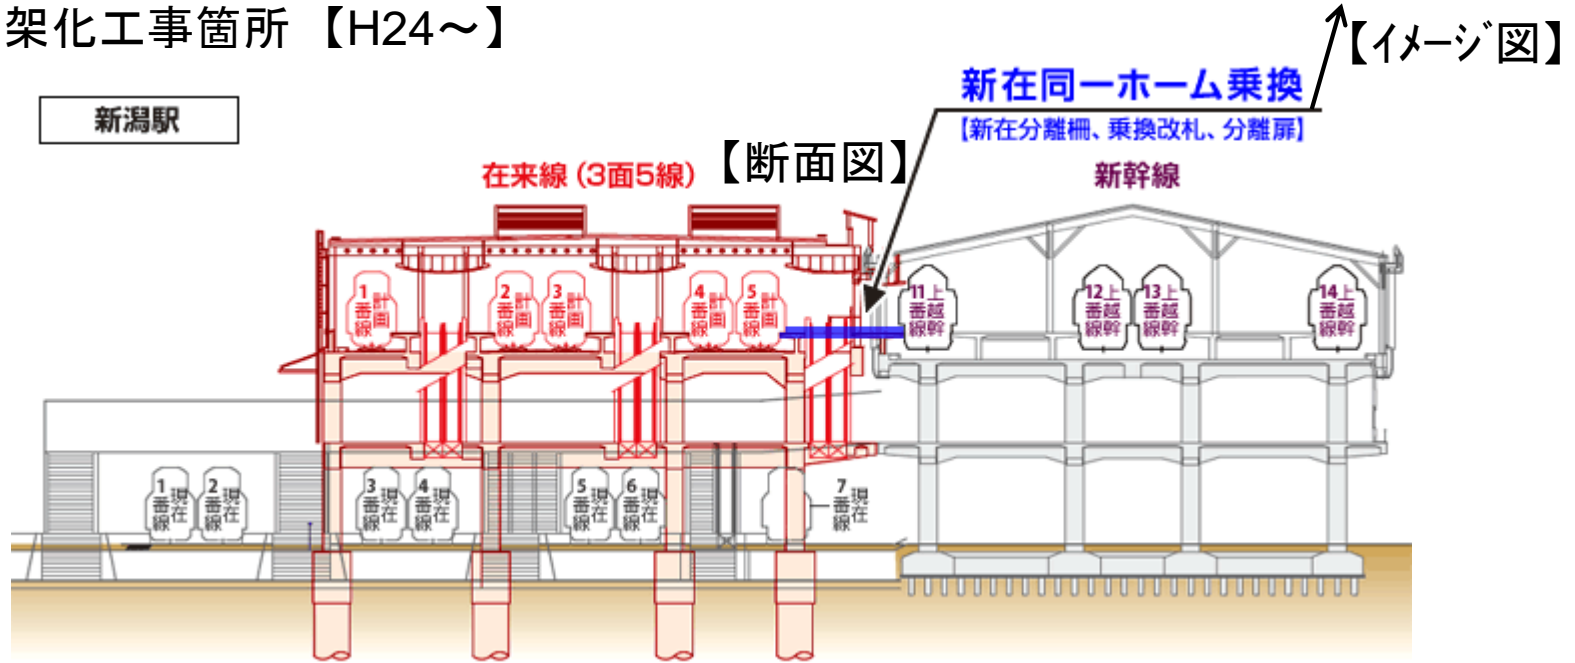 架化工事箇所【H24～】
【イメージ図】
新潟駅
新在同一ホーム乗換
【新在分離柵、乗換改札、分離扉】
【断面図】
在来線（3面5線）
新幹線
計画1番線
計画2番線
計画3番線
計画4番線
計画5番線
上越幹11番線
上越幹12番線
上越幹13番線
上越幹14番線
現在1番線
現在2番線
現在3番線
現在4番線
現在5番線
現在6番線
現在7番線